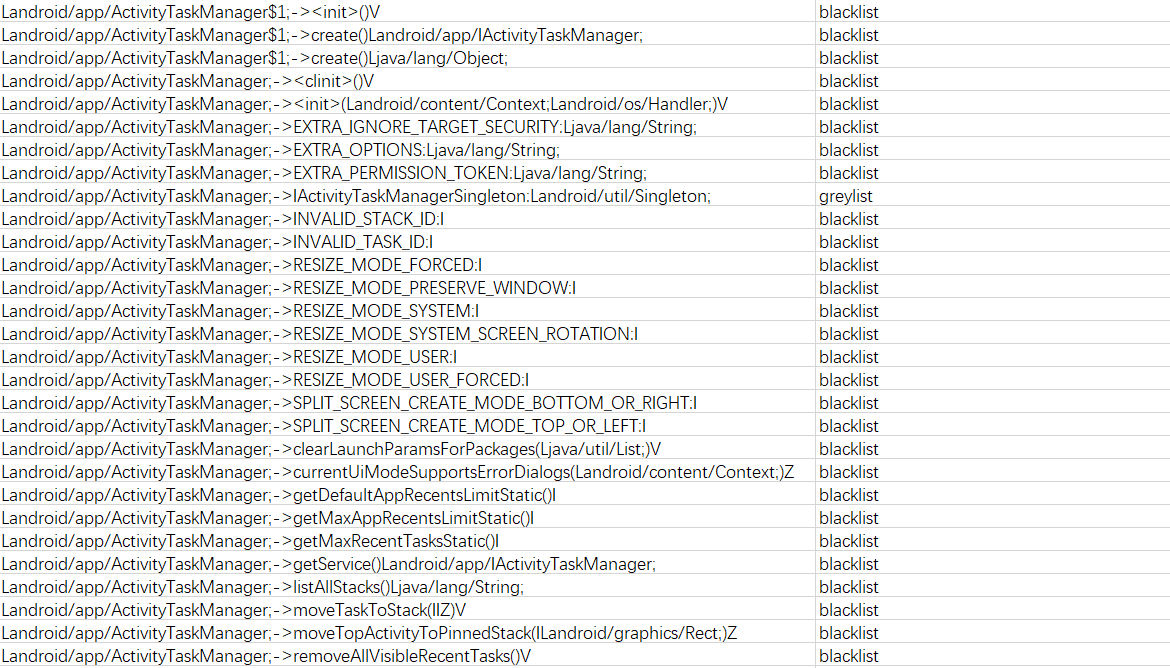 Landroid/app/ActivityTaskManager$1;-><init>()V blacklist
Landroid/app/ActivityTaskManager$1;->create()Landroid/app/IActivityTaskManager; blacklist
Landroid/app/ActivityTaskManager$1;->create()Ljava/lang/Object; blacklist
Landroid/app/ActivityTaskManager;-><clinit>()V blacklist
Landroid/app/ActivityTaskManager;-><init>(Landroid/content/Context;Landroid/os/Handler;)V blacklist
Landroid/app/ActivityTaskManager;->EXTRA_IGNORE_TARGET_SECURITY:Ljava/lang/String; blacklist
Landroid/app/ActivityTaskManager;->EXTRA_OPTIONS:Ljava/lang/String; blacklist
Landroid/app/ActivityTaskManager;->EXTRA_PERMISSION_TOKEN:Ljava/lang/String; blacklist
Landroid/app/ActivityTaskManager;->IActivityTaskManagerSingleton:Landroid/util/Singleton; greylist
Landroid/app/ActivityTaskManager;->INVALID_STACK_ID:I blacklist
Landroid/app/ActivityTaskManager;->INVALID_TASK_ID:I blacklist
Landroid/app/ActivityTaskManager;->RESIZE_MODE_FORCED:I blacklist
Landroid/app/ActivityTaskManager;->RESIZE_MODE_PRESERVE_WINDOW:I blacklist
Landroid/app/ActivityTaskManager;->RESIZE_MODE_SYSTEM:I blacklist
Landroid/app/ActivityTaskManager;->RESIZE_MODE_SYSTEM_SCREEN_ROTATION:I blacklist
Landroid/app/ActivityTaskManager;->RESIZE_MODE_USER:I blacklist
Landroid/app/ActivityTaskManager;->RESIZE_MODE_USER_FORCED:I blacklist
Landroid/app/ActivityTaskManager;->SPLIT_SCREEN_CREATE_MODE_BOTTOM_OR_RIGHT:I blacklist
Landroid/app/ActivityTaskManager;->SPLIT_SCREEN_CREATE_MODE_TOP_OR_LEFT:I blacklist
Landroid/app/ActivityTaskManager;->clearLaunchParamsForPackages(Ljava/util/List;)V blacklist
Landroid/app/ActivityTaskManager;->currentUiModeSupportsErrorDialogs(Landroid/content/Context;)Z blacklist
Landroid/app/ActivityTaskManager;->getDefaultAppRecentsLimitStatic()I blacklist
Landroid/app/ActivityTaskManager;->getMaxAppRecentsLimitStatic()I blacklist
Landroid/app/ActivityTaskManager;->getMaxRecentTasksStatic()I blacklist
Landroid/app/ActivityTaskManager;->getService()Landroid/app/IActivityTaskManager; blacklist
Landroid/app/ActivityTaskManager;->listAllStacks()Ljava/lang/String; blacklist
Landroid/app/ActivityTaskManager;->moveTaskToStack(IIZ)V blacklist
Landroid/app/ActivityTaskManager;->moveTopActivityToPinnedStack(ILandroid/graphics/Rect;)Z blacklist
Landroid/app/ActivityTaskManager;->removeAllVisibleRecentTasks()V blacklist